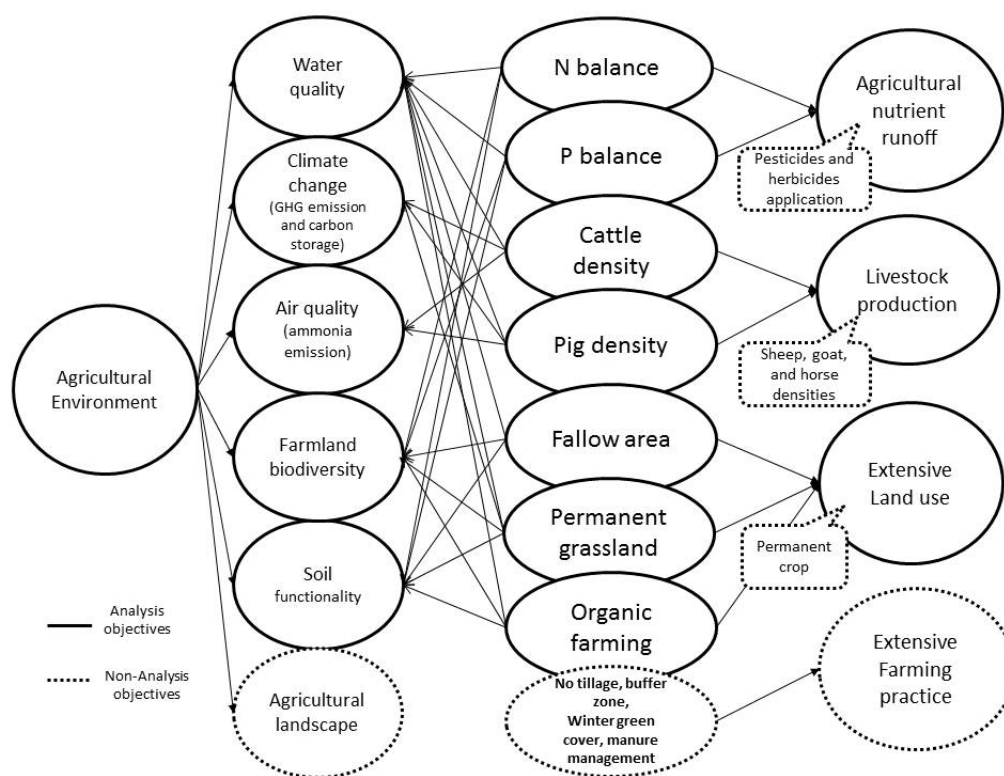 Agricultural
Environment
Water
quality
Climate
change
(GHG emission
and carbon
storage)
Air quality
(ammonia
emission)
Farmland
biodiversity
Soil
functionality
Agricultural
landscape
N balance
P balance
Cattle
density
Pig density
Fallow area
Permanent
grassland
Organic
farming
No tillage, buffer
zone,
Winter green
cover, manure
management
Agricultural
nutrient
runoff
Pesticides and
herbicides
application
Livestock
production
Sheep, goat,
and horse
densities
Extensive
Land use
Permanent
crop
Extensive
Farming
practice
Analysis
objectives
Non-Analysis
objectives